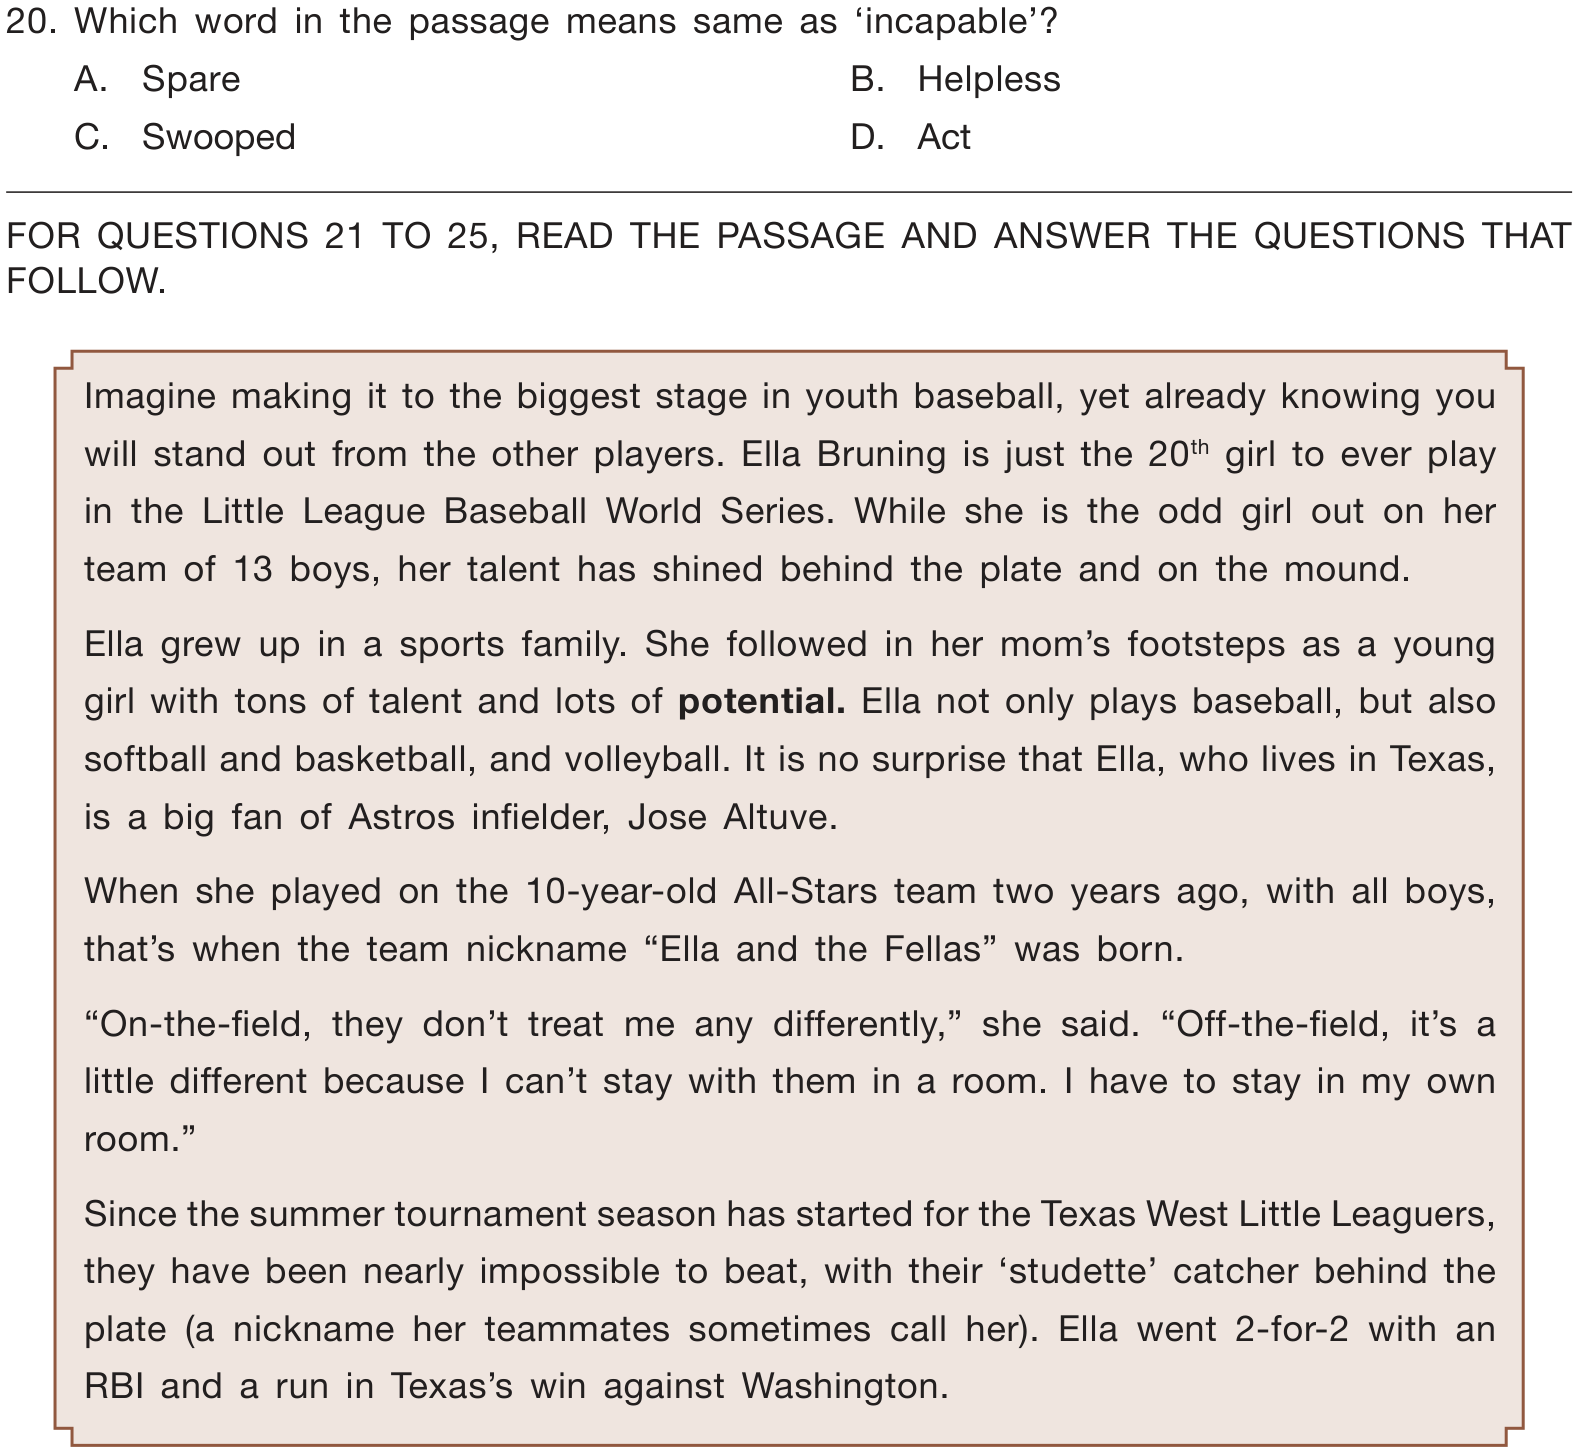 20. Which word in the passage means same as ‘incapable’?
A. Spare B. Helpless
C. Swooped D. Act
FOR QUESTIONS 21 TO 25, READ THE PASSAGE AND ANSWER THE QUESTIONS THAT
FOLLOW.
Imagine making it to the biggest stage in youth baseball, yet already knowing you
will stand out from the other players. Ella Bruning is just the 20th girl to ever play
in the Little League Baseball World Series. While she is the odd girl out on her
team of 13 boys, her talent has shined behind the plate and on the mound.
Ella grew up in a sports family. She followed in her mom’s footsteps as a young
girl with tons of talent and lots of potential. Ella not only plays baseball, but also
softball and basketball, and volleyball. It is no surprise that Ella, who lives in Texas,
is a big fan of Astros infielder, Jose Altuve.
When she played on the 10-year-old All-Stars team two years ago, with all boys,
that’s when the team nickname “Ella and the Fellas” was born.
“On-the-field, they don’t treat me any differently,” she said. “Off-the-field, it’s a
little different because I can’t stay with them in a room. I have to stay in my own
room.”
Since the summer tournament season has started for the Texas West Little Leaguers,
they have been nearly impossible to beat, with their ‘studette’ catcher behind the
plate (a nickname her teammates sometimes call her). Ella went 2-for-2 with an
RBI and a run in Texas’s win against Washington.